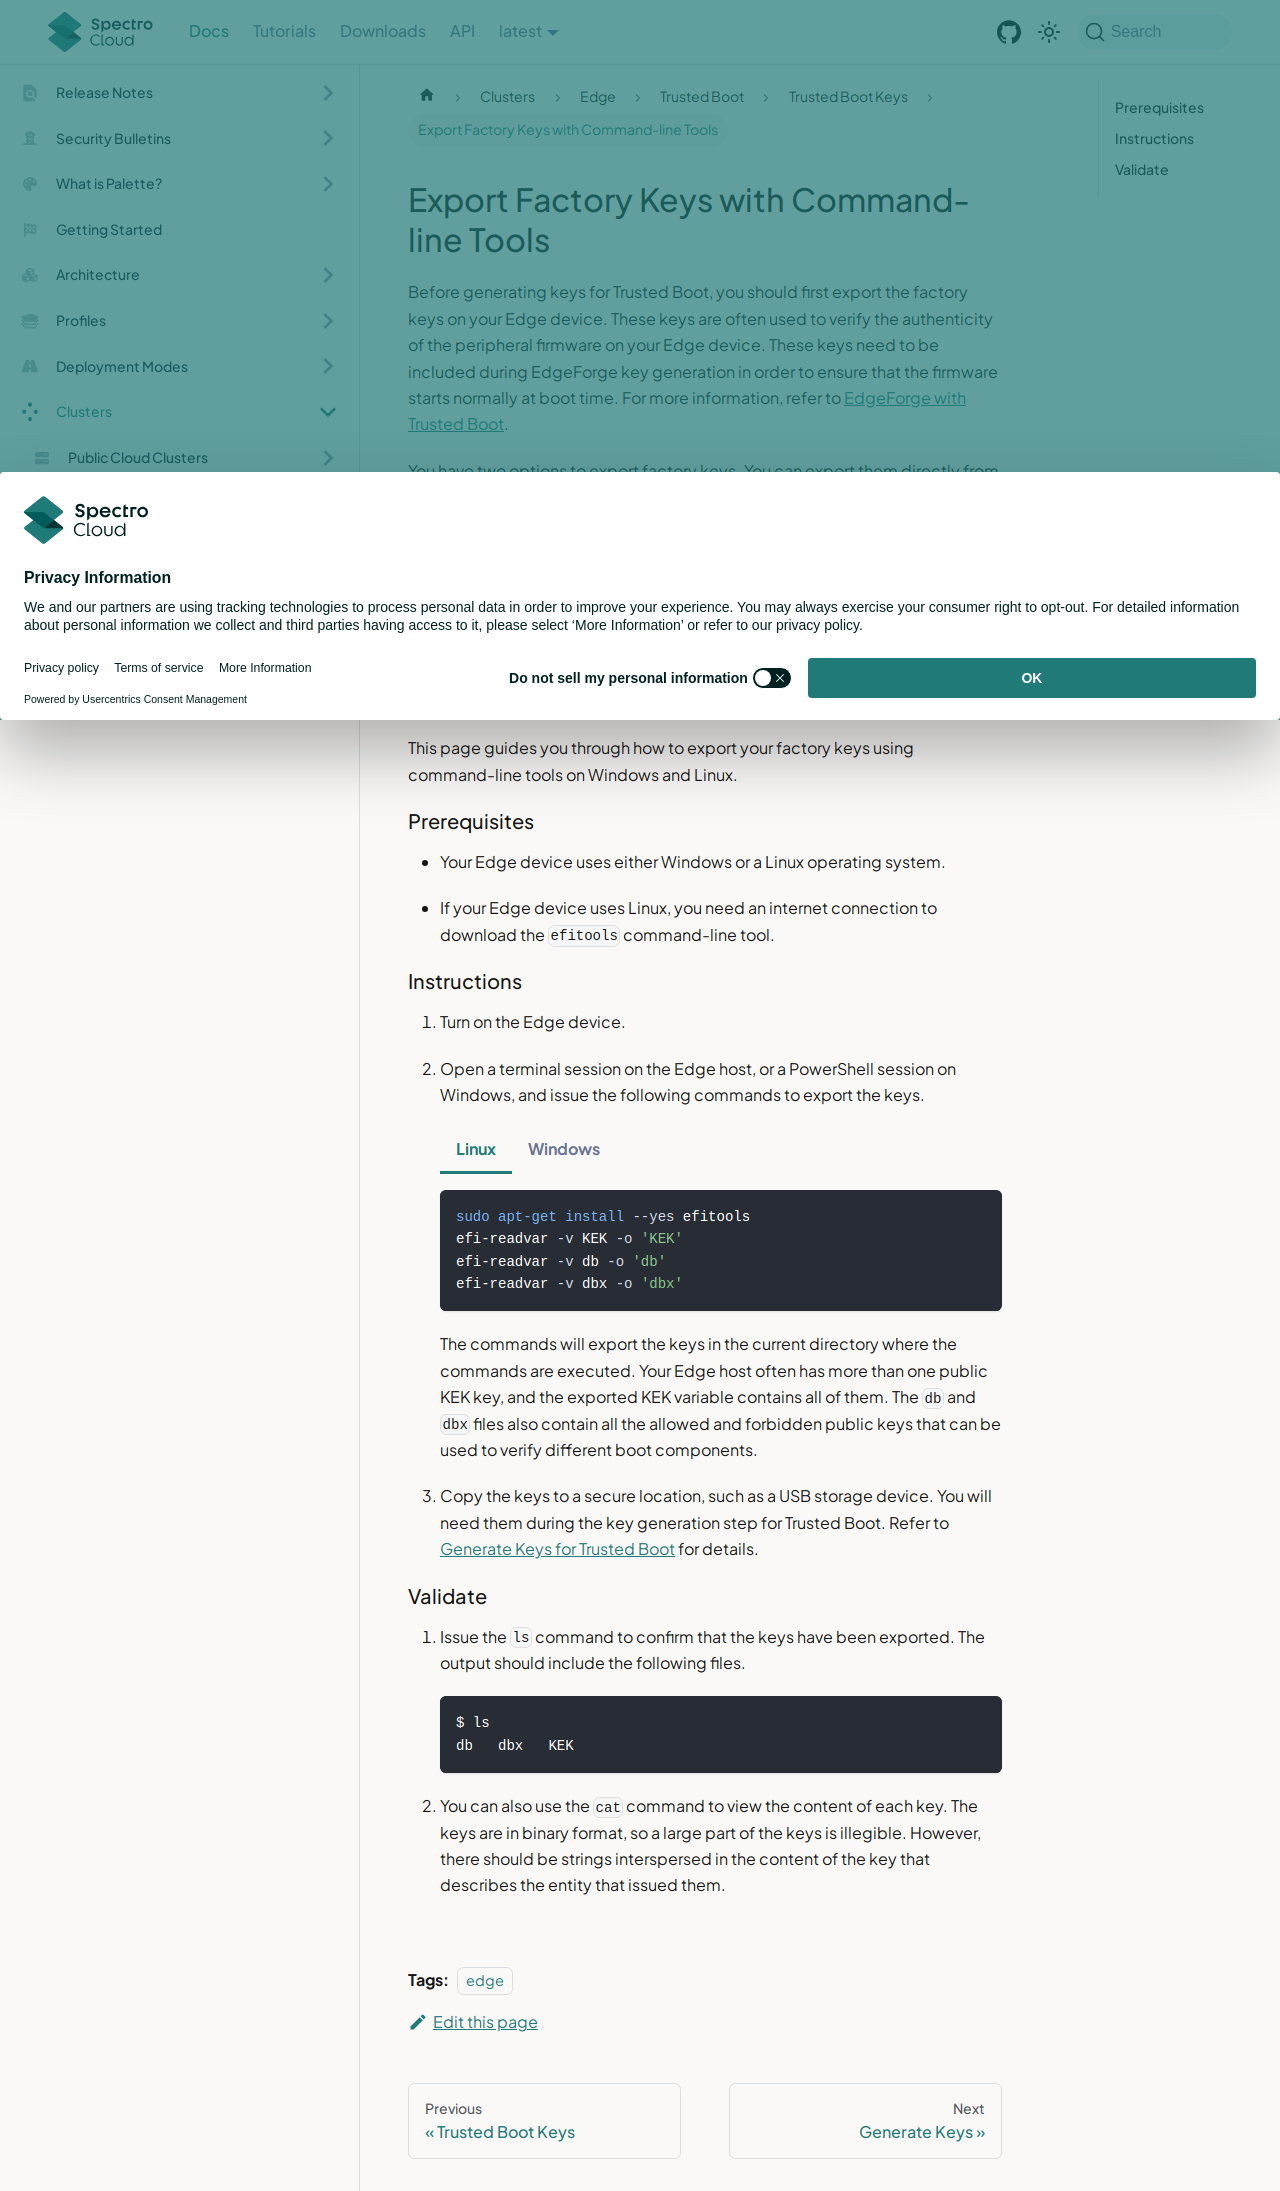 Spectro Cloud
Docs
Tutorials
Downloads
API
latest
Search
Release Notes
Security Bulletins
What is Palette?
Getting Started
Architecture
Profiles
Deployment Modes
Clusters
Public Cloud Clusters
Clusters
Edge
Trusted Boot
Trusted Boot Keys
Export Factory Keys with Command-line Tools
Prerequisites
Instructions
Validate
Export Factory Keys with Command-
line Tools
Before generating keys for Trusted Boot, you should first export the factory
keys on your Edge device. These keys are often used to verify the authenticity
of the peripheral firmware on your Edge device. These keys need to be
included during EdgeForge key generation in order to ensure that the firmware
starts normally at boot time. For more information, refer to EdgeForge with
Trusted Boot.
You have two options to export factory keys. You can export them directly from
Spectro
Cloud
Privacy Information
We and our partners are using tracking technologies to process personal data in order to improve your experience. You may always exercise your consumer right to opt-out. For detailed information
about personal information we collect and third parties having access to it, please select ‘More Information’ or refer to our privacy policy.
Privacy policy
Terms of service
More Information
Powered by Usercentrics Consent Management
Do not sell my personal information
OK
This page guides you through how to export your factory keys using
command-line tools on Windows and Linux.
Prerequisites
• Your Edge device uses either Windows or a Linux operating system.
• If your Edge device uses Linux, you need an internet connection to
download the efitools command-line tool.
Instructions
1. Turn on the Edge device.
2. Open a terminal session on the Edge host, or a PowerShell session on
Windows, and issue the following commands to export the keys.
Linux
Windows
sudo apt-get install --yes efitools
efi-readvar -v KEK -o 'KEK'
efi-readvar -v db -o 'db'
efi-readvar -v dbx -o 'dbx'
The commands will export the keys in the current directory where the
commands are executed. Your Edge host often has more than one public
KEK key, and the exported KEK variable contains all of them. The db and
dbx files also contain all the allowed and forbidden public keys that can be
used to verify different boot components.
3. Copy the keys to a secure location, such as a USB storage device. You will
need them during the key generation step for Trusted Boot. Refer to
Generate Keys for Trusted Boot for details.
Validate
1. Issue the ls command to confirm that the keys have been exported. The
output should include the following files.
$ ls
db   dbx   KEK
2. You can also use the cat command to view the content of each key. The
keys are in binary format, so a large part of the keys is illegible. However,
there should be strings interspersed in the content of the key that
describes the entity that issued them.
Tags: edge
Edit this page
Previous
« Trusted Boot Keys
Next
Generate Keys »